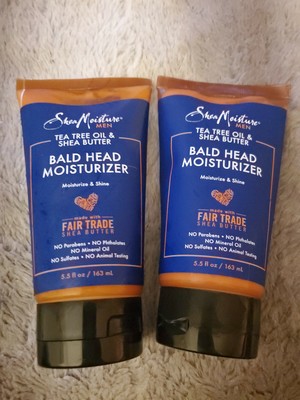 SheaMoisture
MEN
TEA TREE OIL &
SHEA BUTTER
BALD HEAD
MOISTURIZER
Moisturize & Shine
made with
FAIR TRADE
SHEA BUTTER
NO Parabens • NO Phthalates
NO Mineral Oil
NO Sulfates • NO Animal Testing
5.5 fl oz / 163 mL
SheaMoisture
MEN
TEA TREE OIL &
SHEA BUTTER
BALD HEAD
MOISTURIZER
Moisturize & Shine
made with
FAIR TRADE
SHEA BUTTER
NO Parabens • NO Phthalates
NO Mineral Oil
NO Sulfates • NO Animal Testing
5.5 fl oz / 163 mL